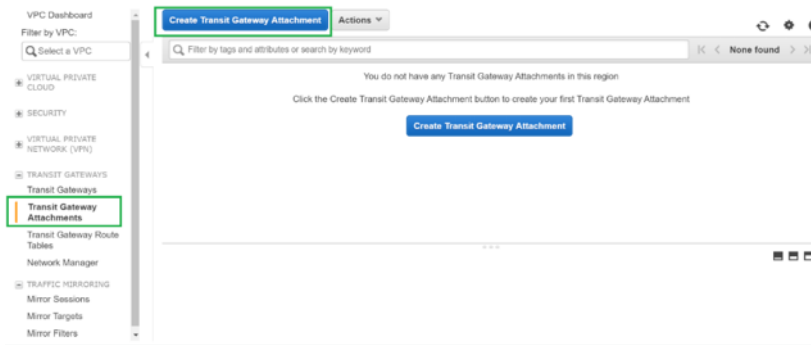 VPC Dashboard
Filter by VPC:
Select a VPC
VIRTUAL PRIVATE
CLOUD
SECURITY
VIRTUAL PRIVATE
NETWORK (VPN)
TRANSIT GATEWAYS
Transit Gateways
Transit Gateway
Attachments
Transit Gateway Route
Tables
Network Manager
TRAFFIC MIRRORING
Mirror Sessions
Mirror Targets
Mirror Filters
Create Transit Gateway Attachment Actions
Filter by tags and attributes or search by keyword None found
You do not have any Transit Gateway Attachments in this region
Click the Create Transit Gateway Attachment button to create your first Transit Gateway Attachment
Create Transit Gateway Attachment